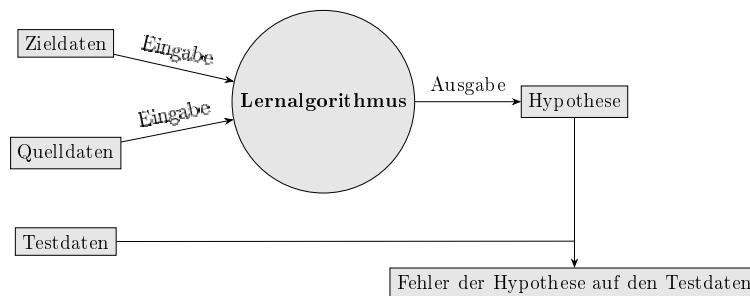 Zieldaten
Eingabe
Lernalgorithmus
Ausgabe
Hypothese
Eingabe
Quelldaten
Testdaten
Fehler der Hypothese auf den Testdaten